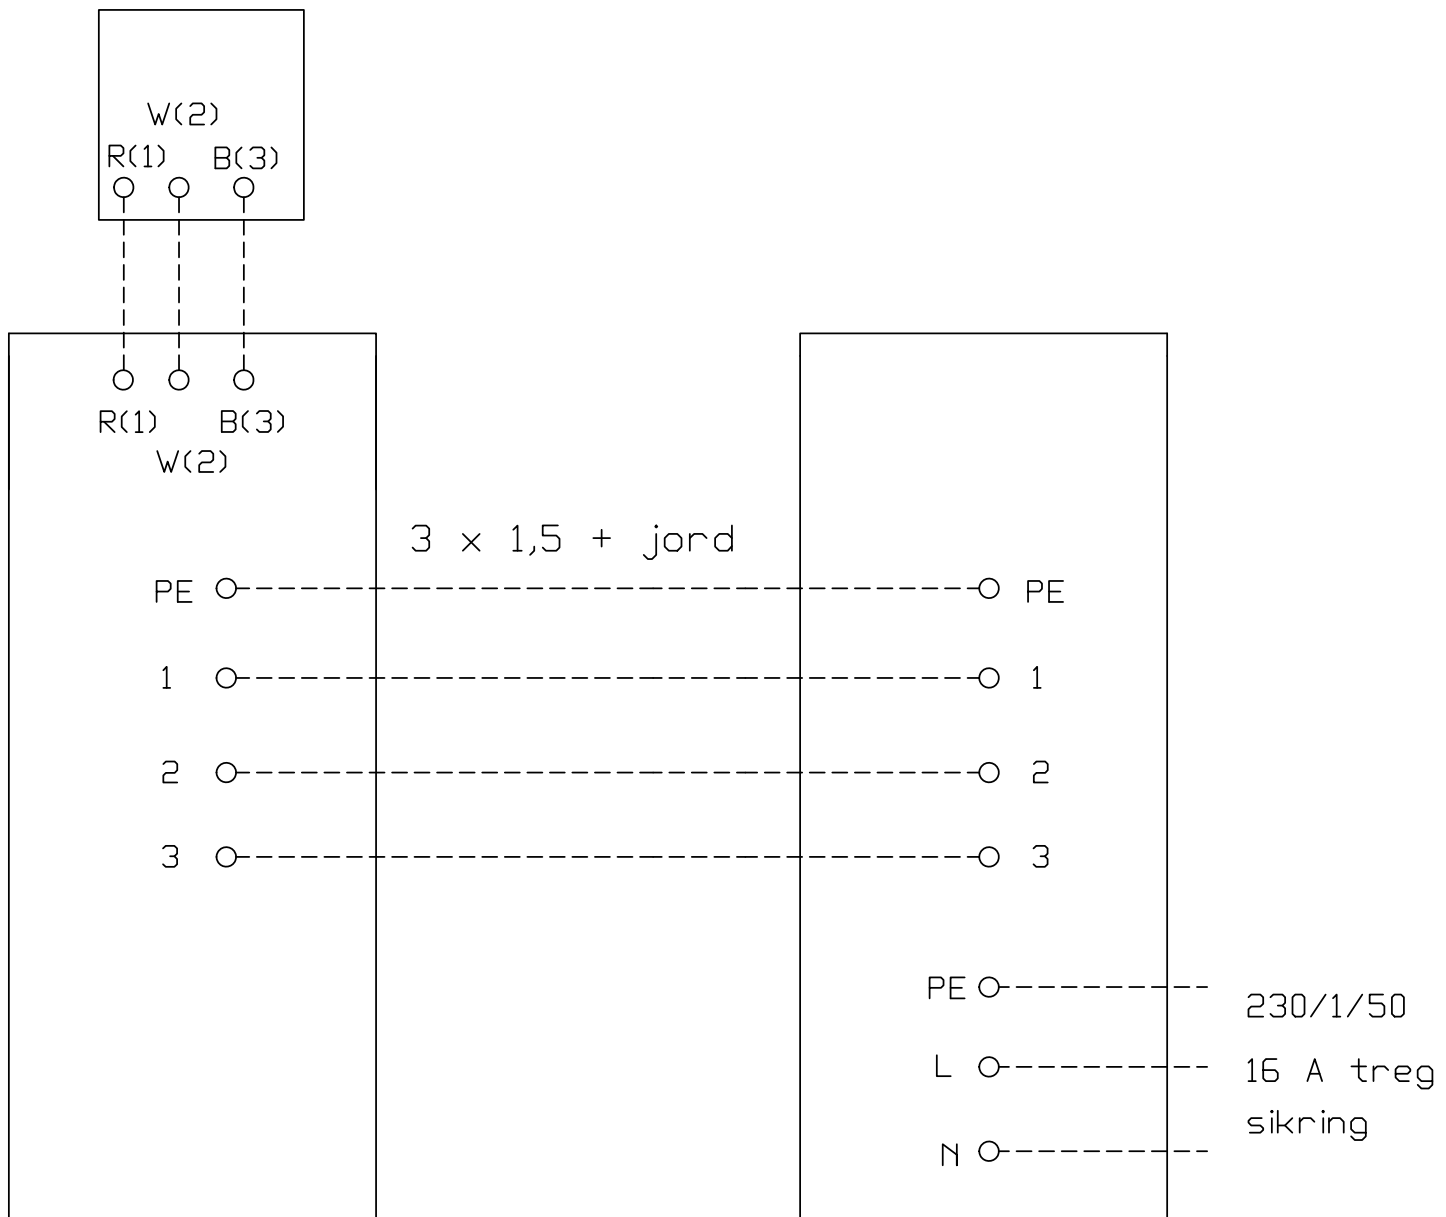 W(2)
R(1) B(3)
R(1) B(3)
W(2)
3 x 1,5 + jord
PE PE
1 1
2 2
3 3
PE
230/1/50
L
16 A treg
sikring
N